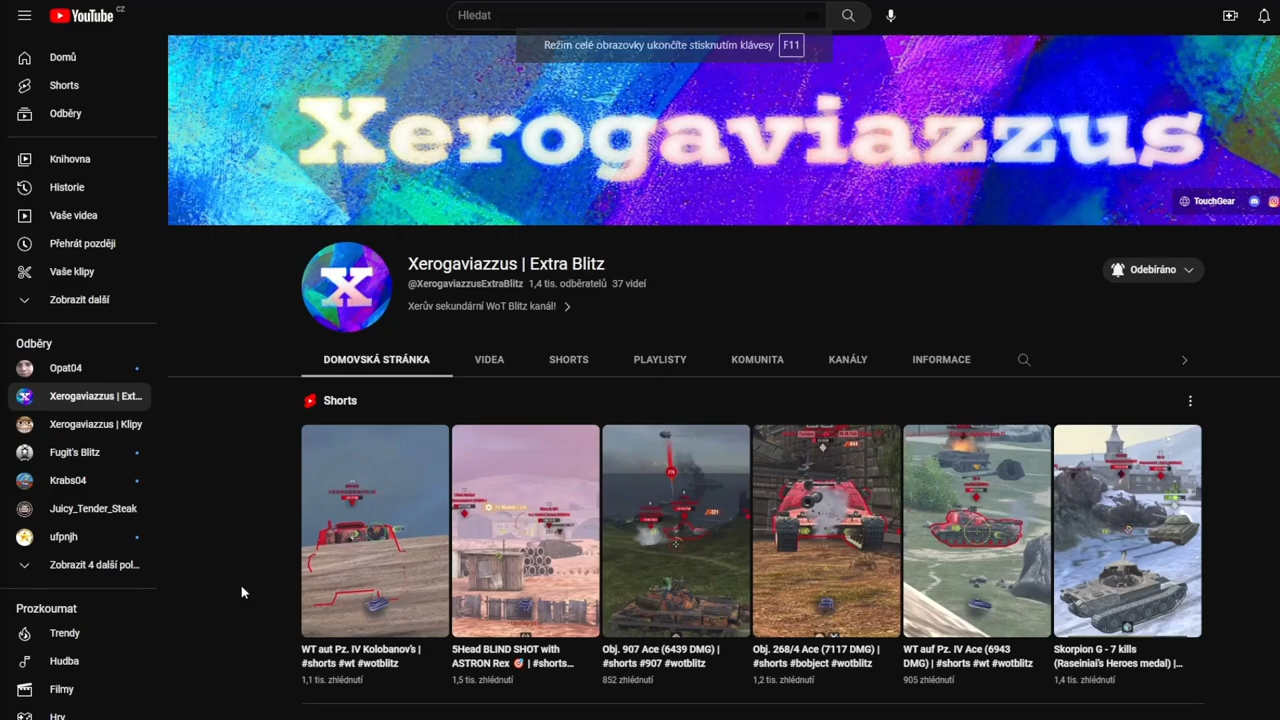 YouTube CZ
Hledat
Režim celé obrazovky ukončíte stisknutím klávesy F11
Domů
Shorts
Odběry
Knihovna
Historie
Vaše videa
Přehrát později
Vaše klipy
Zobrazit další
Odběry
Opat04
Xerogaviazzus | Ext...
Xerogaviazzus | Klipy
Fugit's Blitz
Krabs04
Juicy_Tender_Steak
ufpnjh
Zobrazit 4 další pol...
Prozkoumat
Trendy
Hudba
Filmy
Hry
Xerogaviazzus
TouchGear
X
Xerogaviazzus | Extra Blitz
@XerogaviazzusExtraBlitz 1,4 tis. odběratelů 37 videí
Xerův sekundární WoT Blitz kanál!
Odebíráno
DOMOVSKÁ STRÁNKA VIDEA SHORTS PLAYLISTY KOMUNITA KANÁLY INFORMACE
Shorts
WT aut Pz. IV Kolobanov's |
#shorts #wt #wotblitz
1,1 tis. zhlédnutí
5Head BLIND SHOT with
ASTRON Rex 🎯 | #shorts...
1,5 tis. zhlédnutí
Obj. 907 Ace (6439 DMG) |
#shorts #907 #wotblitz
852 zhlédnutí
Obj. 268/4 Ace (7117 DMG) |
#shorts #bobject #wotblitz
1,2 tis. zhlédnutí
WT auf Pz. IV Ace (6943
DMG) | #shorts #wt #wotblitz
905 zhlédnutí
Skorpion G - 7 kills
(Raseiniai's Heroes medal) |...
1,4 tis. zhlédnutí